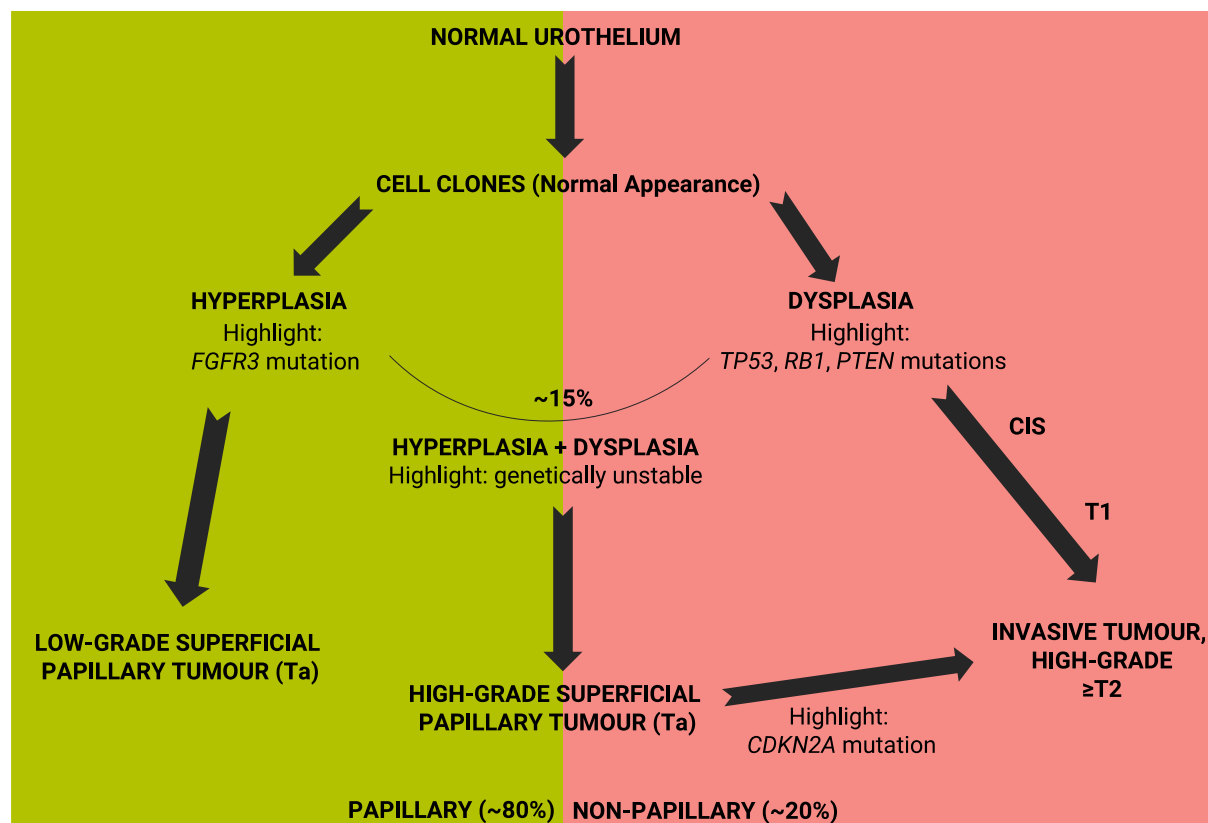 NORMAL UROTHELIUM
CELL CLONES (Normal Appearance)
HYPERPLASIA
Highlight:
FGFR3 mutation
DYSPLASIA
Highlight:
TP53, RB1, PTEN mutations
~15%
HYPERPLASIA + DYSPLASIA
Highlight: genetically unstable
CIS
T1
LOW-GRADE SUPERFICIAL
PAPILLARY TUMOUR (Ta)
HIGH-GRADE SUPERFICIAL
PAPILLARY TUMOUR (Ta)
INVASIVE TUMOUR,
HIGH-GRADE
≥T2
Highlight:
CDKN2A mutation
PAPILLARY (~80%)
NON-PAPILLARY (~20%)